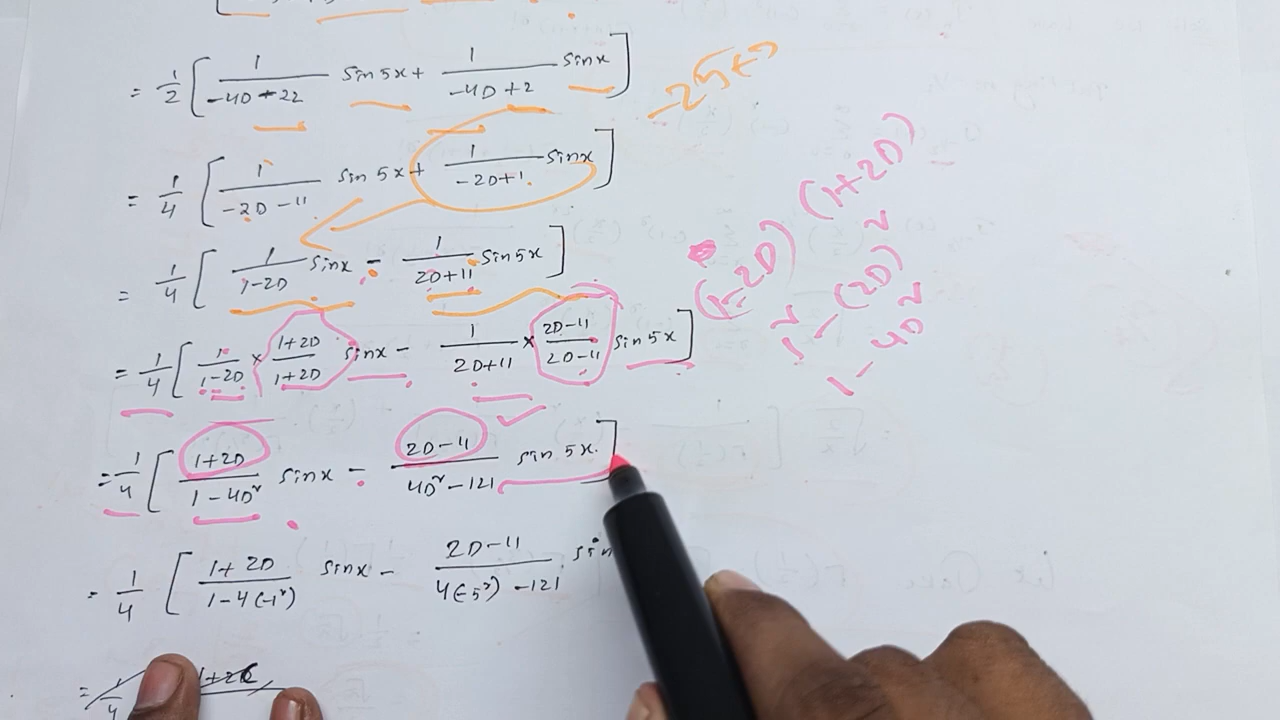 = 1/2 [ 1/(-4D-22) sin 5x + 1/(-4D+2) sinx ]
-25+3
= 1/4 [ 1/(-2D-11) sin 5x + 1/(-2D+1) sinx ]
= 1/4 [ 1/(1-2D) sinx - 1/(2D+11) sin 5x ]
(1-2D) (1+2D)
1² - (2D)²
1 - 4D²
= 1/4 [ 1/(1-2D) × (1+2D)/(1+2D) sinx - 1/(2D+11) × (2D-11)/(2D-11) sin 5x ]
= 1/4 [ (1+2D)/(1-4D²) sinx - (2D-11)/(4D²-121) sin 5x. ]
= 1/4 [ (1+2D)/(1-4(-1²)) sinx - (2D-11)/(4(-5²)-121) sin
= 1/4